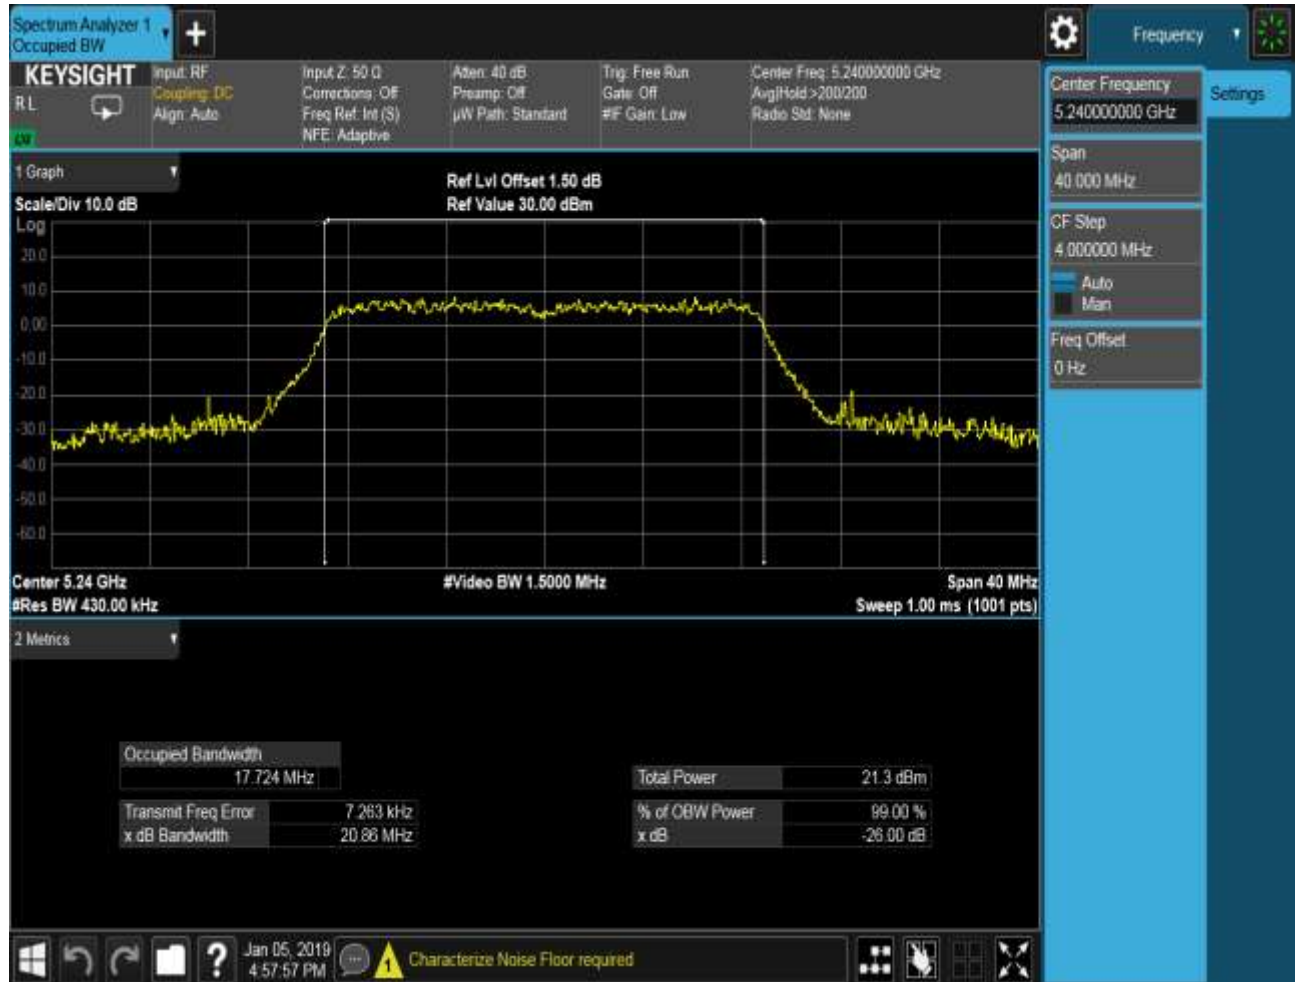 Spectrum Analyzer 1
Occupied BW
Frequency
KEYSIGHT
RL
Input: RF
Coupling: DC
Align: Auto
Input Z: 50 Ω
Corrections: Off
Freq Ref: Int (S)
NFE: Adaptive
Atten: 40 dB
Preamp: Off
µW Path: Standard
Trig: Free Run
Gate: Off
#IF Gain: Low
Center Freq: 5.240000000 GHz
Avg|Hold:>200/200
Radio Std: None
Center Frequency
5.240000000 GHz
Settings
Span
40.000 MHz
CF Step
4.000000 MHz
Auto
Man
Freq Offset
0 Hz
1 Graph
Scale/Div 10.0 dB
Ref Lvl Offset 1.50 dB
Ref Value 30.00 dBm
Log
20.0
10.0
0.00
-10.0
-20.0
-30.0
-40.0
-50.0
-60.0
Center 5.24 GHz
#Video BW 1.5000 MHz
Span 40 MHz
#Res BW 430.00 kHz
Sweep 1.00 ms (1001 pts)
2 Metrics
Occupied Bandwidth
17.724 MHz
Total Power 21.3 dBm
Transmit Freq Error 7.263 kHz
% of OBW Power 99.00 %
x dB Bandwidth 20.86 MHz
x dB -26.00 dB
?
Jan 05, 2019
4:57:57 PM
1
Characterize Noise Floor required